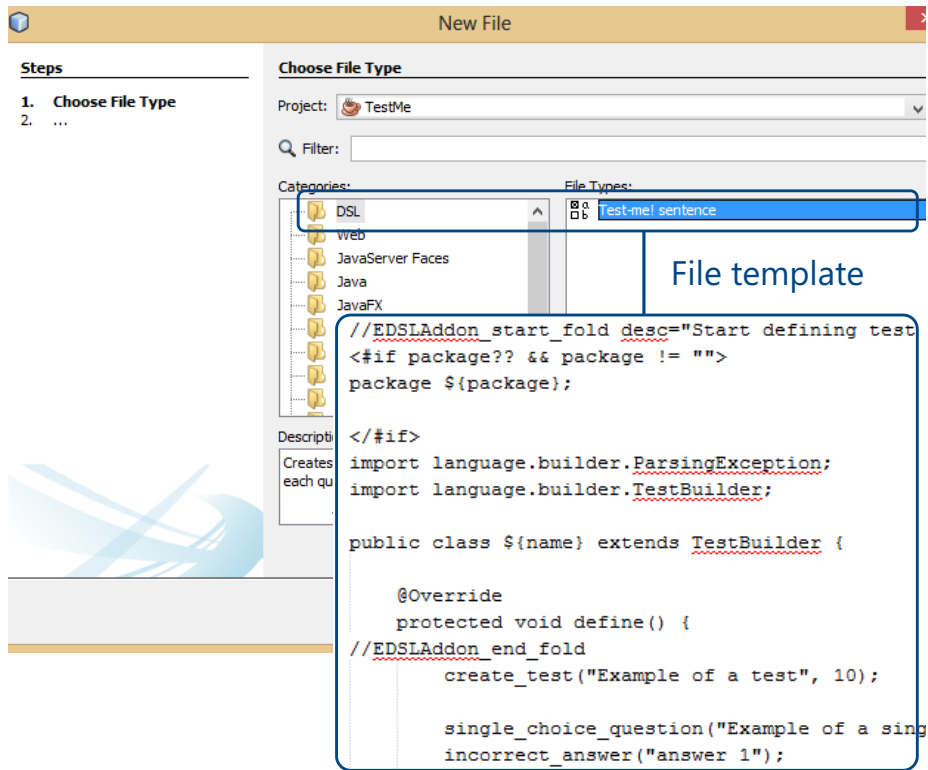 New File
Steps
1. Choose File Type
2. ...
Choose File Type
Project: TestMe
Filter:
Categories:
File Types:
DSL
Web
JavaServer Faces
Java
JavaFX
Test-me! sentence
File template
Descripti
Creates
each qu
//EDSLAddon_start_fold desc="Start defining test
<#if package?? && package != "">
package ${package};
</#if>
import language.builder.ParsingException;
import language.builder.TestBuilder;
public class ${name} extends TestBuilder {
@Override
protected void define() {
//EDSLAddon_end_fold
create_test("Example of a test", 10);
single_choice_question("Example of a sing
incorrect_answer("answer 1");